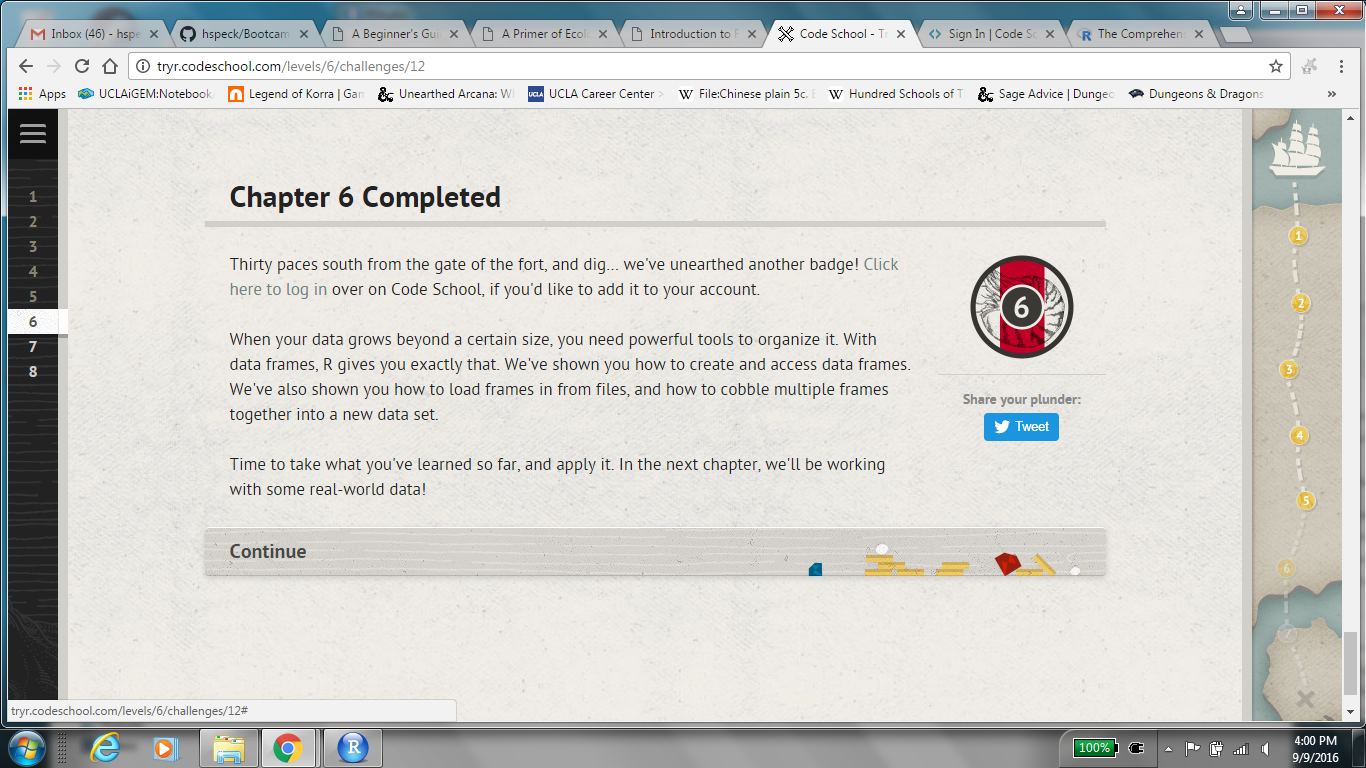 Inbox (46) - hspe
hspeck/Bootcam
A Beginner's Gui
A Primer of Ecol
Introduction to
Code School - T
Sign In | Code Sc
The Comprehens
tryr.codeschool.com/levels/6/challenges/12
Apps
UCLAiGEM:Notebook
Legend of Korra | Gam
Unearthed Arcana: W
UCLA UCLA Career Center >
W File:Chinese plain 5c.
W Hundred Schools of T
Sage Advice | Dungeo
Dungeons & Dragons
»
1
2
3
4
5
6
7
8
Chapter 6 Completed
Thirty paces south from the gate of the fort, and dig... we've unearthed another badge! Click
here to log in over on Code School, if you'd like to add it to your account.
When your data grows beyond a certain size, you need powerful tools to organize it. With
data frames, R gives you exactly that. We've shown you how to create and access data frames.
We've also shown you how to load frames in from files, and how to cobble multiple frames
together into a new data set.
Time to take what you've learned so far, and apply it. In the next chapter, we'll be working
with some real-world data!
6
Share your plunder:
Tweet
Continue
1
2
3
4
5
6
7
tryr.codeschool.com/levels/6/challenges/12#
R
100%
4:00 PM
9/9/2016